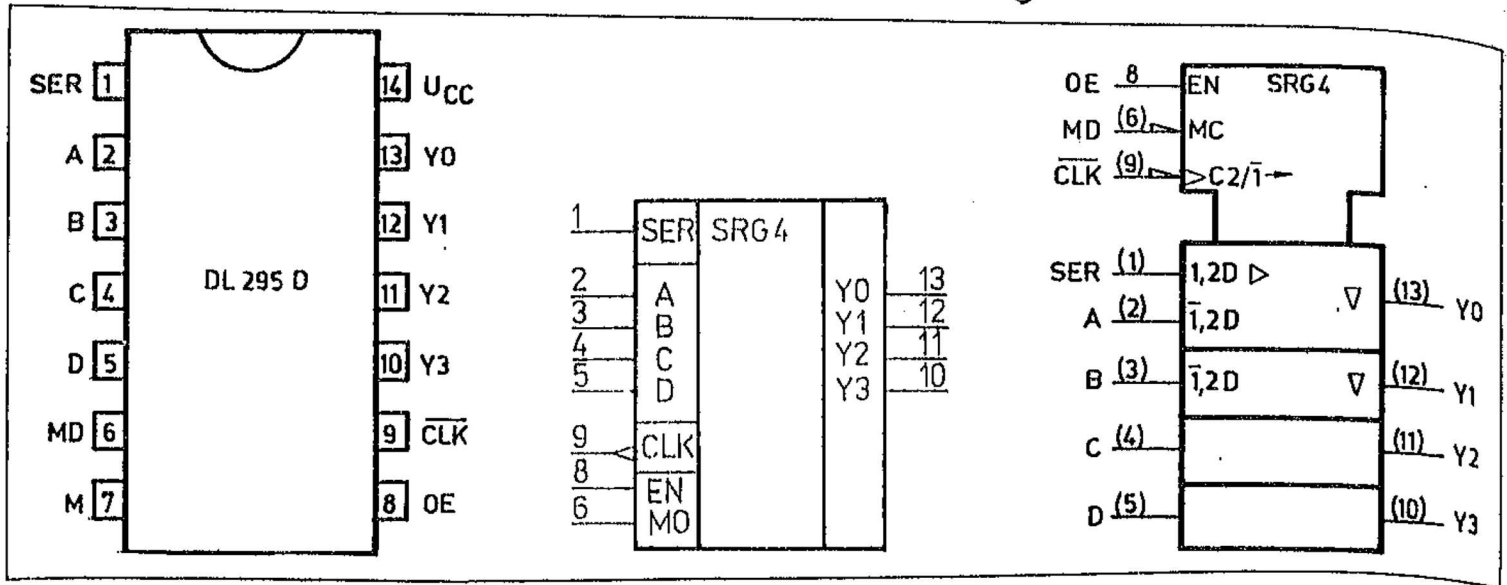 SER 1 14 UCC
A 2 13 Y0
B 3 12 Y1
C 4 DL 295 D 11 Y2
D 5 10 Y3
MD 6 9 C̅L̅K̅
M 7 8 OE
1 SER SRG4
2 A Y0 13
3 B Y1 12
4 C Y2 11
5 D Y3 10
9 CLK
8 EN
6 MO
OE 8 EN SRG4
MD (6) MC
C̅L̅K̅ (9) >C2/1̅→
SER (1) 1,2D ▷
A (2) 1̅,2D ▽ (13) Y0
B (3) 1̅,2D ▽ (12) Y1
C (4) (11) Y2
D (5) (10) Y3